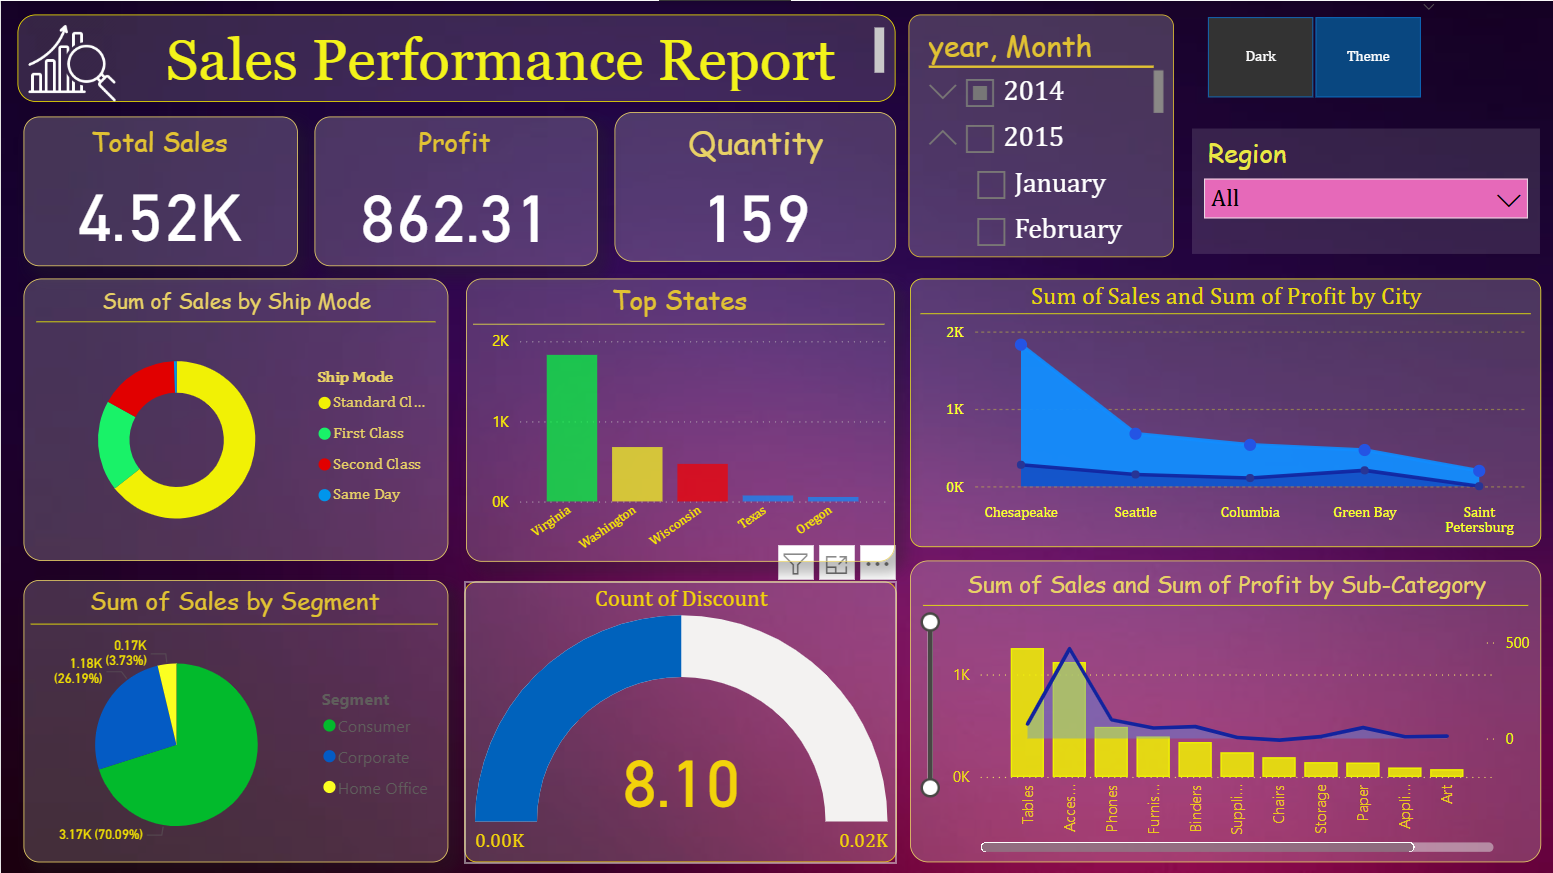 Sales Performance Report
year, Month
2014
2015
January
February
Dark
Theme
Region
All
Total Sales
4.52K
Profit
862.31
Quantity
159
Sum of Sales by Ship Mode
Ship Mode
Standard Cl...
First Class
Second Class
Same Day
Top States
2K
1K
0K
Virginia
Washington
Wisconsin
Texas
Oregon
Sum of Sales and Sum of Profit by City
2K
1K
0K
Chesapeake
Seattle
Columbia
Green Bay
Saint
Petersburg
Sum of Sales by Segment
0.17K
(3.73%)
1.18K
(26.19%)
3.17K (70.09%)
Segment
Consumer
Corporate
Home Office
Count of Discount
8.10
0.00K
0.02K
Sum of Sales and Sum of Profit by Sub-Category
1K
0K
500
0
Tables
Acces...
Phones
Furnis...
Binders
Suppli...
Chairs
Storage
Paper
Appli...
Art